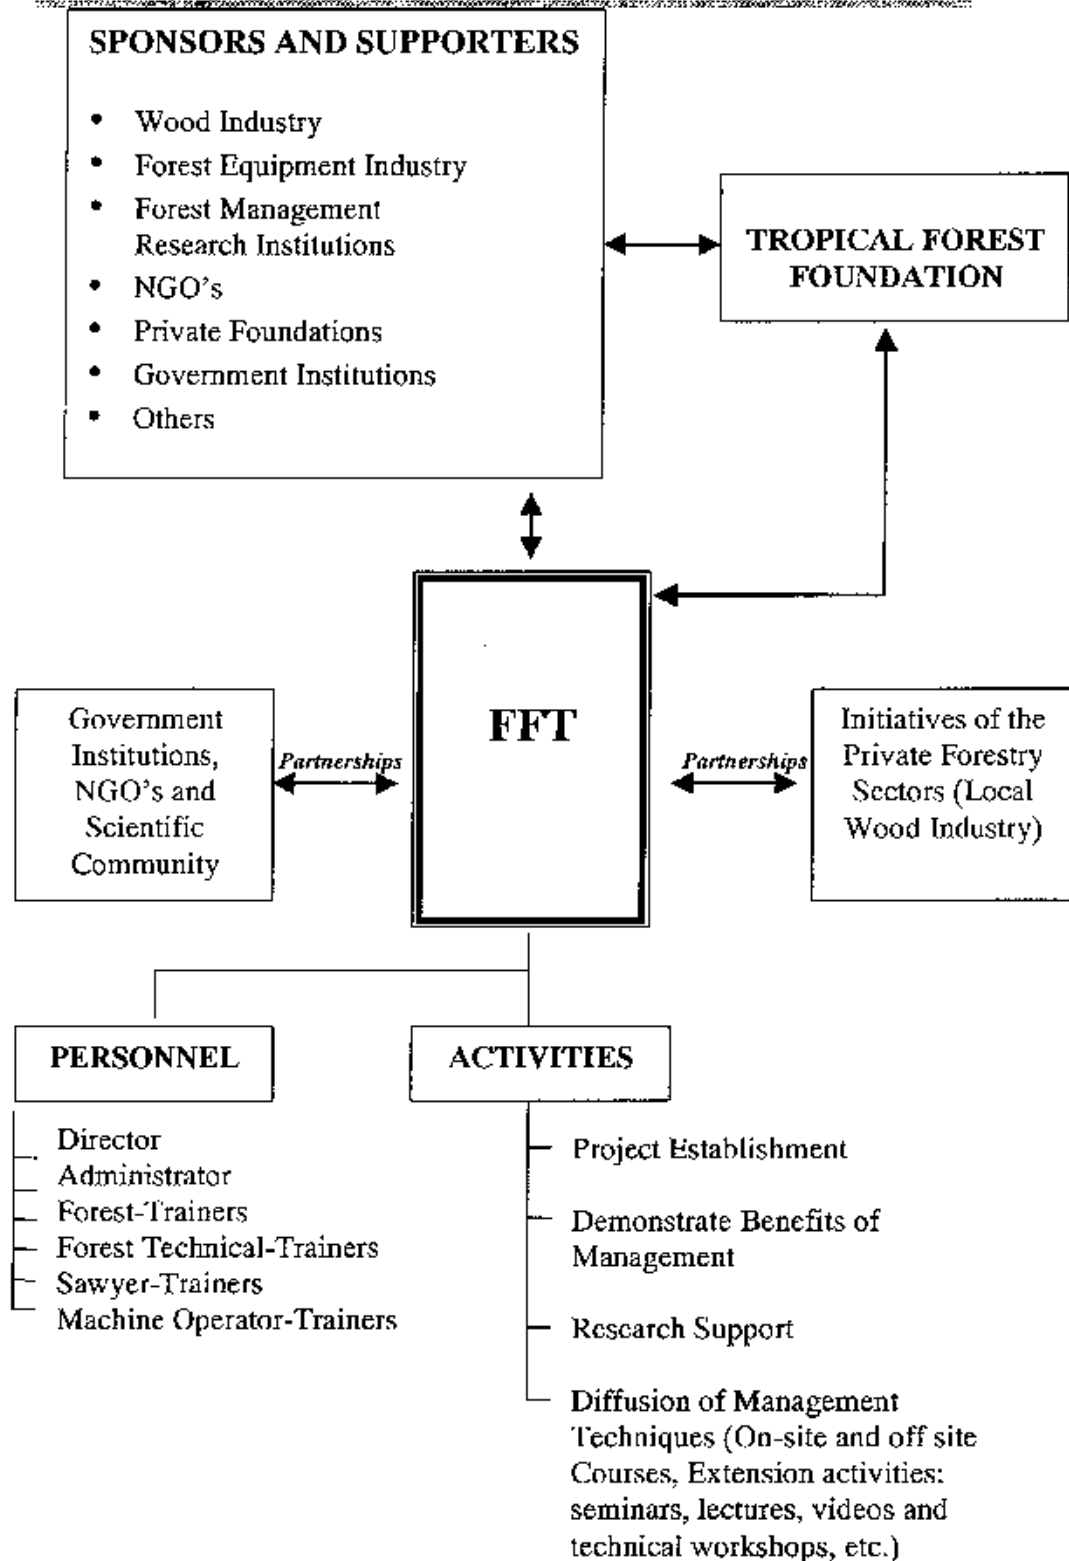 SPONSORS AND SUPPORTERS
• Wood Industry
• Forest Equipment Industry
• Forest Management
Research Institutions
• NGO's
• Private Foundations
• Government Institutions
• Others
TROPICAL FOREST
FOUNDATION
FFT
Government
Institutions,
NGO's and
Scientific
Community
Partnerships
Partnerships
Initiatives of the
Private Forestry
Sectors (Local
Wood Industry)
PERSONNEL
Director
Administrator
Forest-Trainers
Forest Technical-Trainers
Sawyer-Trainers
Machine Operator-Trainers
ACTIVITIES
Project Establishment
Demonstrate Benefits of
Management
Research Support
Diffusion of Management
Techniques (On-site and off site
Courses, Extension activities:
seminars, lectures, videos and
technical workshops, etc.)